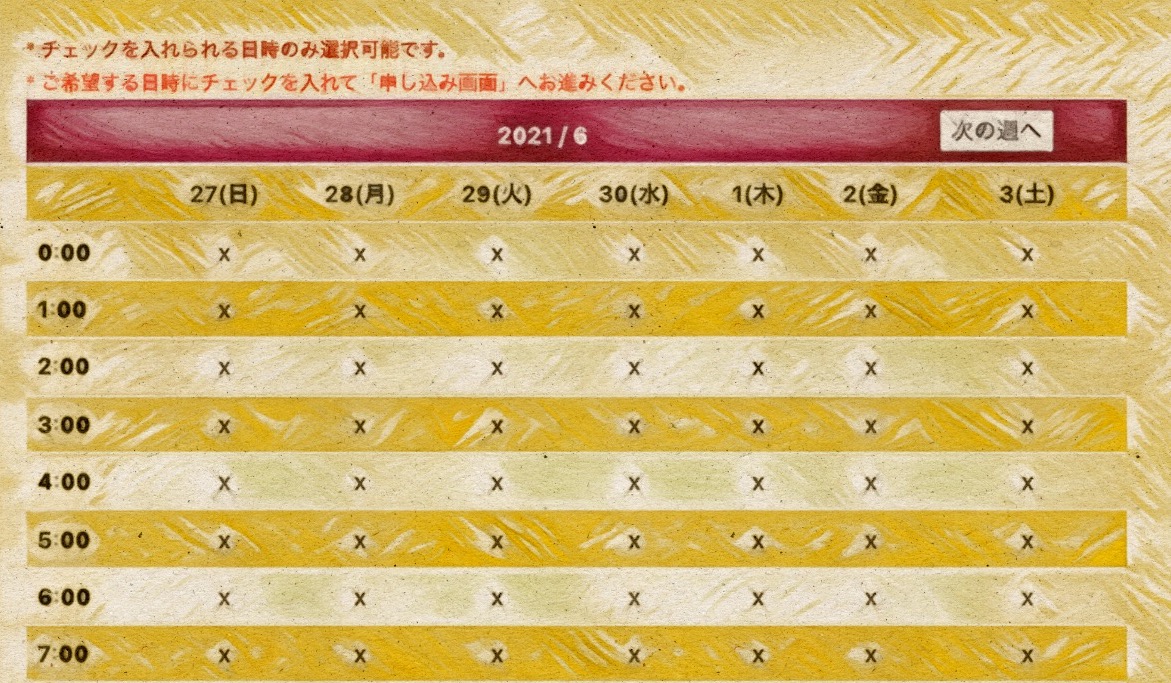 * チェックを入れられる日時のみ選択可能です。
* ご希望する日時にチェックを入れて「申し込み画面」へお進みください。
2021 / 6 次の週へ
27(日) 28(月) 29(火) 30(水) 1(木) 2(金) 3(土)
0:00 x x x x x x x
1:00 x x x x x x x
2:00 x x x x x x x
3:00 x x x x x x x
4:00 x x x x x x x
5:00 x x x x x x x
6:00 x x x x x x x
7:00 x x x x x x x